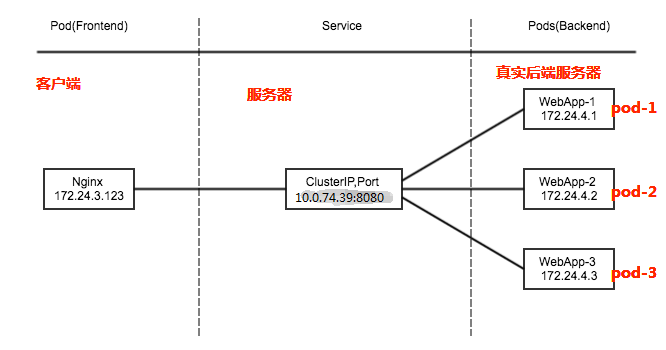 Pod(Frontend)
Service
Pods(Backend)
客户端
服务器
真实后端服务器
WebApp-1
172.24.4.1
pod-1
Nginx
172.24.3.123
ClusterIP,Port
10.0.74.39:8080
WebApp-2
172.24.4.2
pod-2
WebApp-3
172.24.4.3
pod-3